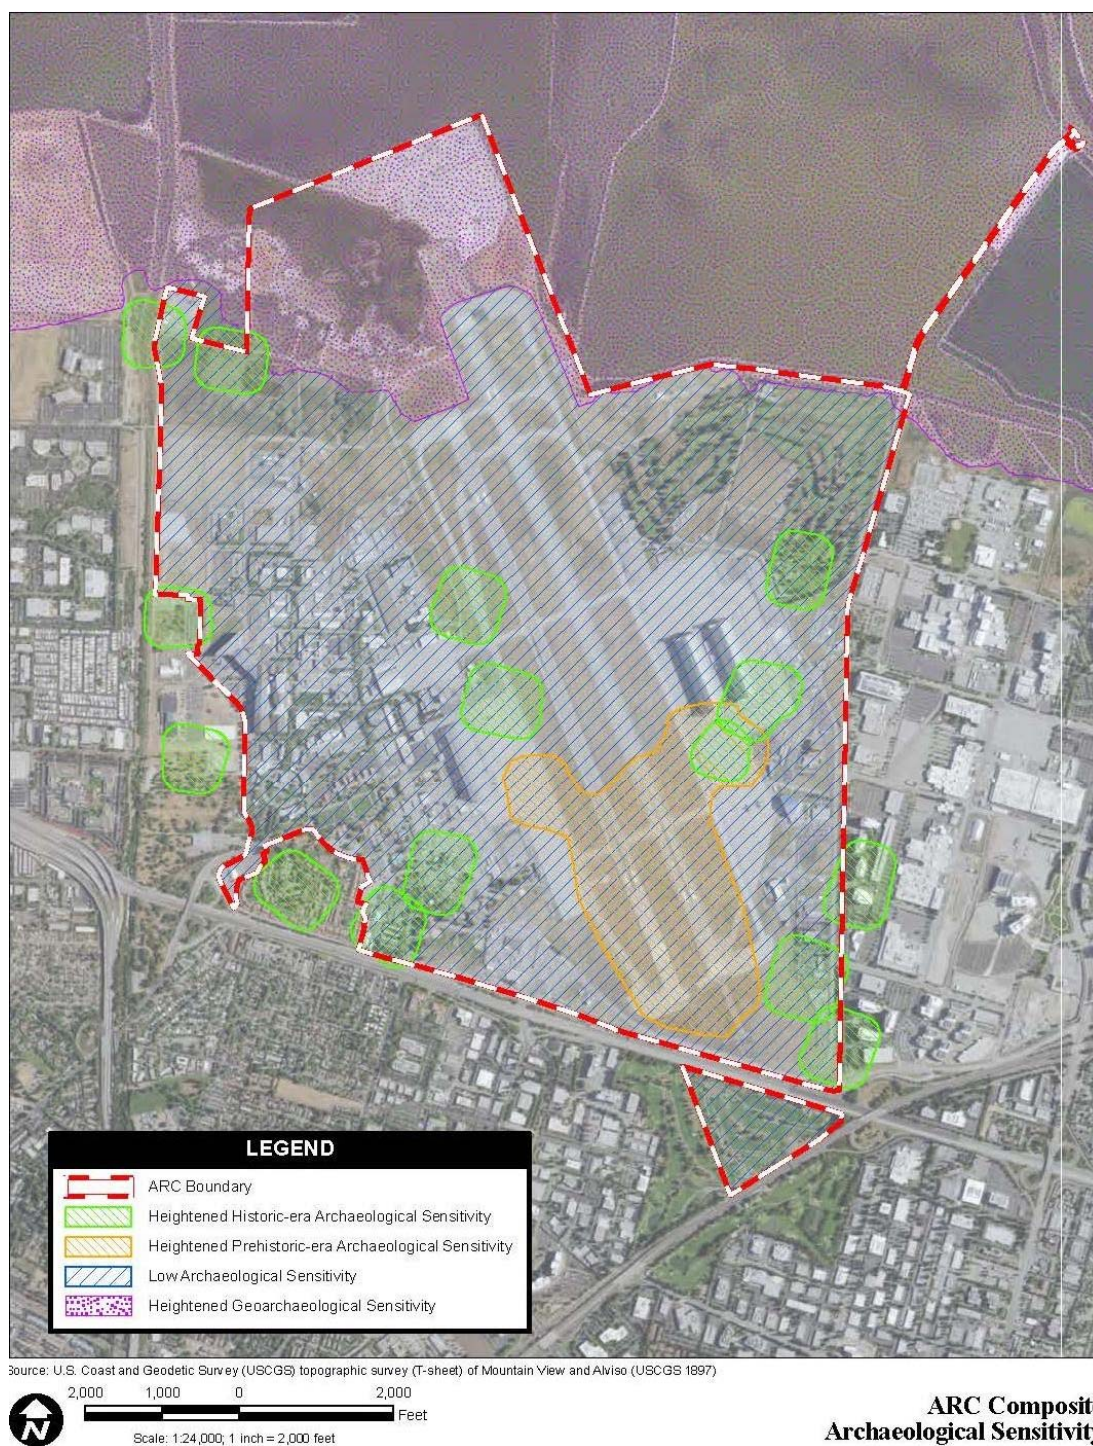 LEGEND
ARC Boundary
Heightened Historic-era Archaeological Sensitivity
Heightened Prehistoric-era Archaeological Sensitivity
Low Archaeological Sensitivity
Heightened Geoarchaeological Sensitivity
Source: U.S. Coast and Geodetic Survey (USCGS) topographic survey (T-sheet) of Mountain View and Alviso (USCGS 1897)
2,000 1,000 0 2,000
Feet
N
Scale: 1:24,000; 1 inch = 2,000 feet
ARC Composit
Archaeological Sensitivity